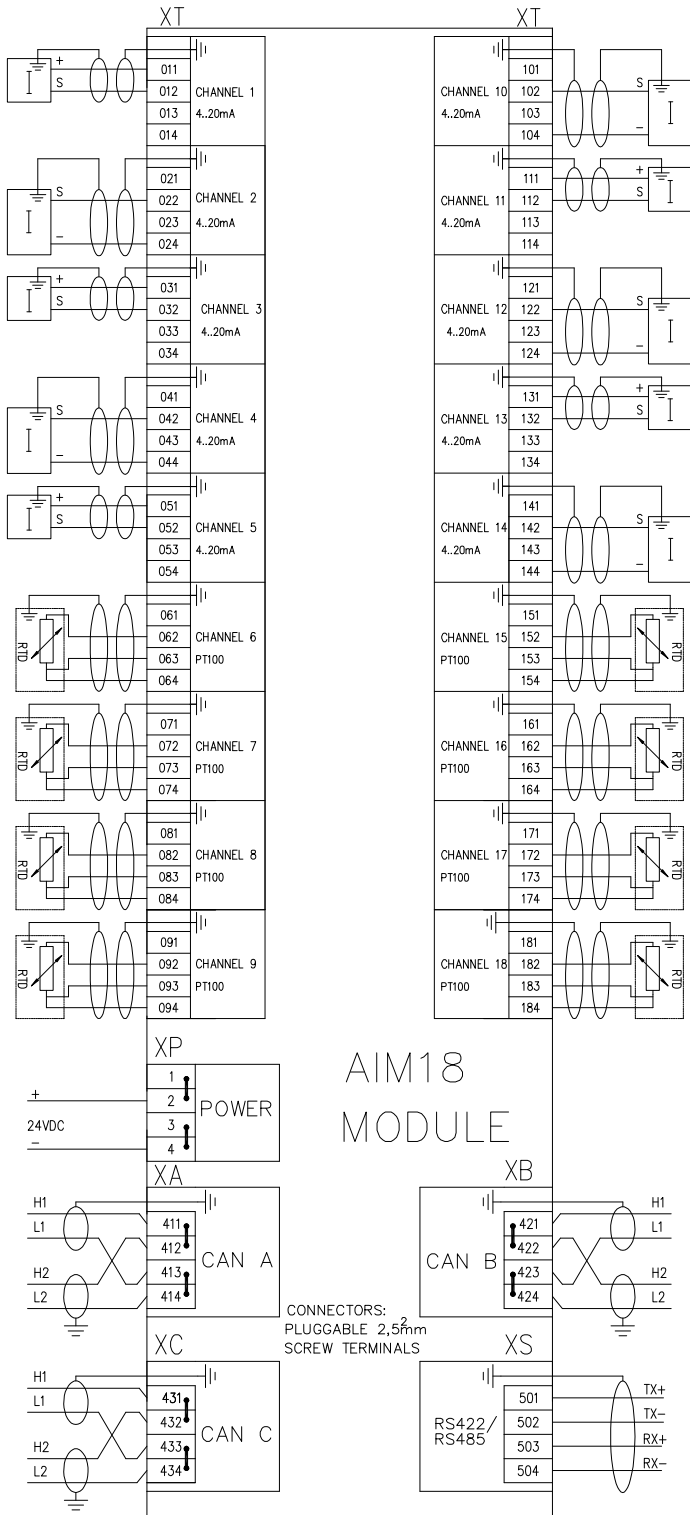 XT
+
S
I
011
012
013
014
CHANNEL 1
4..20mA
S
–
I
021
022
023
024
CHANNEL 2
4..20mA
+
S
I
031
032
033
034
CHANNEL 3
4..20mA
S
–
I
041
042
043
044
CHANNEL 4
4..20mA
+
S
I
051
052
053
054
CHANNEL 5
4..20mA
RTD
061
062
063
064
CHANNEL 6
PT100
RTD
071
072
073
074
CHANNEL 7
PT100
RTD
081
082
083
084
CHANNEL 8
PT100
RTD
091
092
093
094
CHANNEL 9
PT100
XT
CHANNEL 10
4..20mA
101
102
103
104
S
–
I
CHANNEL 11
4..20mA
111
112
113
114
+
S
I
CHANNEL 12
4..20mA
121
122
123
124
S
–
I
CHANNEL 13
4..20mA
131
132
133
134
+
S
I
CHANNEL 14
4..20mA
141
142
143
144
S
–
I
CHANNEL 15
PT100
151
152
153
154
RTD
CHANNEL 16
PT100
161
162
163
164
RTD
CHANNEL 17
PT100
171
172
173
174
RTD
CHANNEL 18
PT100
181
182
183
184
RTD
AIM18
MODULE
XP
+
24VDC
–
1
2
3
4
POWER
XA
H1
L1
H2
L2
411
412
413
414
CAN A
XB
CAN B
421
422
423
424
H1
L1
H2
L2
CONNECTORS:
PLUGGABLE 2,5mm²
SCREW TERMINALS
XC
H1
L1
H2
L2
431
432
433
434
CAN C
XS
RS422/
RS485
501
502
503
504
TX+
TX-
RX+
RX-